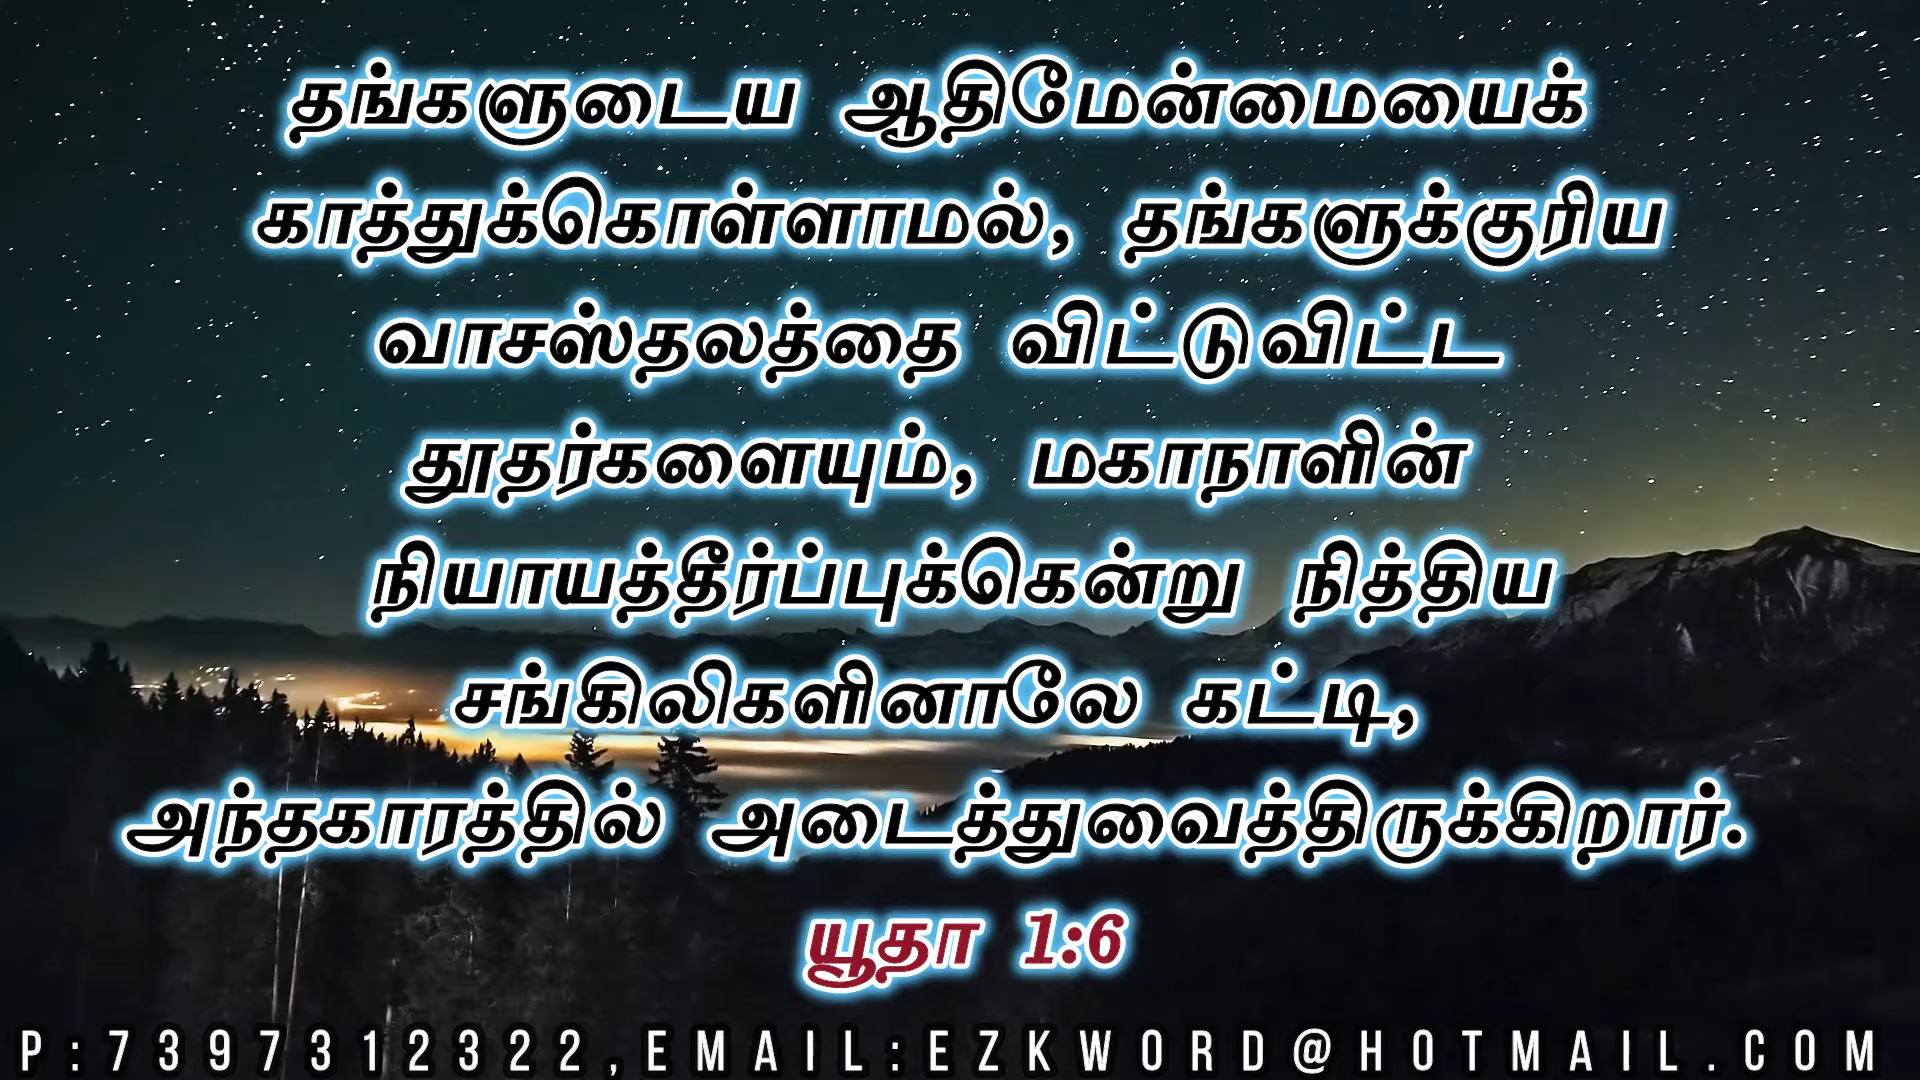 தங்களுடைய ஆதிமேன்மையைக்
காத்துக்கொள்ளாமல், தங்களுக்குரிய
வாசஸ்தலத்தை விட்டுவிட்ட
தூதர்களையும், மகாநாளின்
நியாயத்தீர்ப்புக்கென்று நித்திய
சங்கிலிகளினாலே கட்டி,
அந்தகாரத்தில் அடைத்துவைத்திருக்கிறார்.
யூதா 1:6
P:7397312322,EMAIL:EZKWORD@HOTMAIL.COM